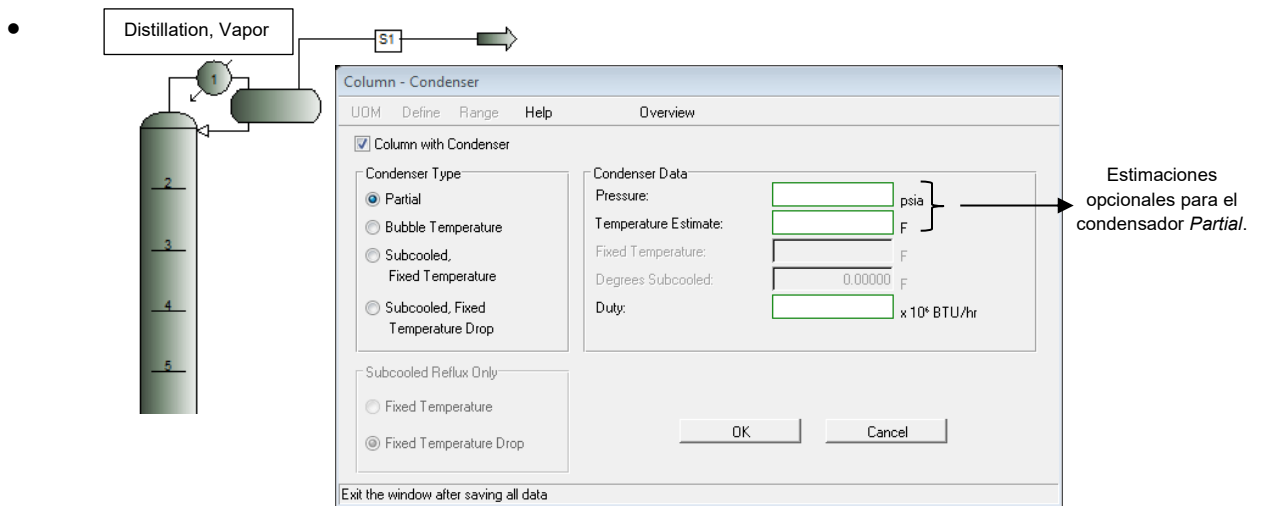 Distillation, Vapor
S1
1
2
3
4
5
Column - Condenser
UOM Define Range Help Overview
Column with Condenser
Condenser Type
Partial
Bubble Temperature
Subcooled,
Fixed Temperature
Subcooled, Fixed
Temperature Drop
Condenser Data
Pressure: psia
Temperature Estimate: F
Fixed Temperature: F
Degrees Subcooled: 0.00000 F
Duty: x 10⁶ BTU/hr
Subcooled Reflux Only
Fixed Temperature
Fixed Temperature Drop
OK Cancel
Exit the window after saving all data
Estimaciones
opcionales para el
condensador Partial.